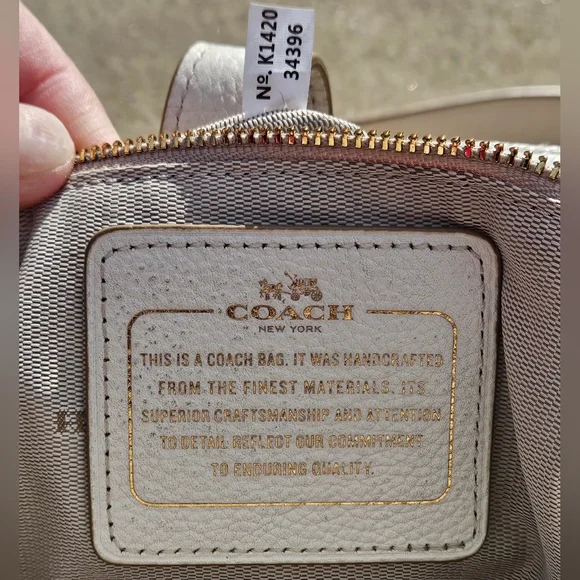 Nº. K1420
34396
COACH
NEW YORK
THIS IS A COACH BAG. IT WAS HANDCRAFTED
FROM THE FINEST MATERIALS. ITS
SUPERIOR CRAFTSMANSHIP AND ATTENTION
TO DETAIL REFLECT OUR COMMITMENT
TO ENDURING QUALITY.